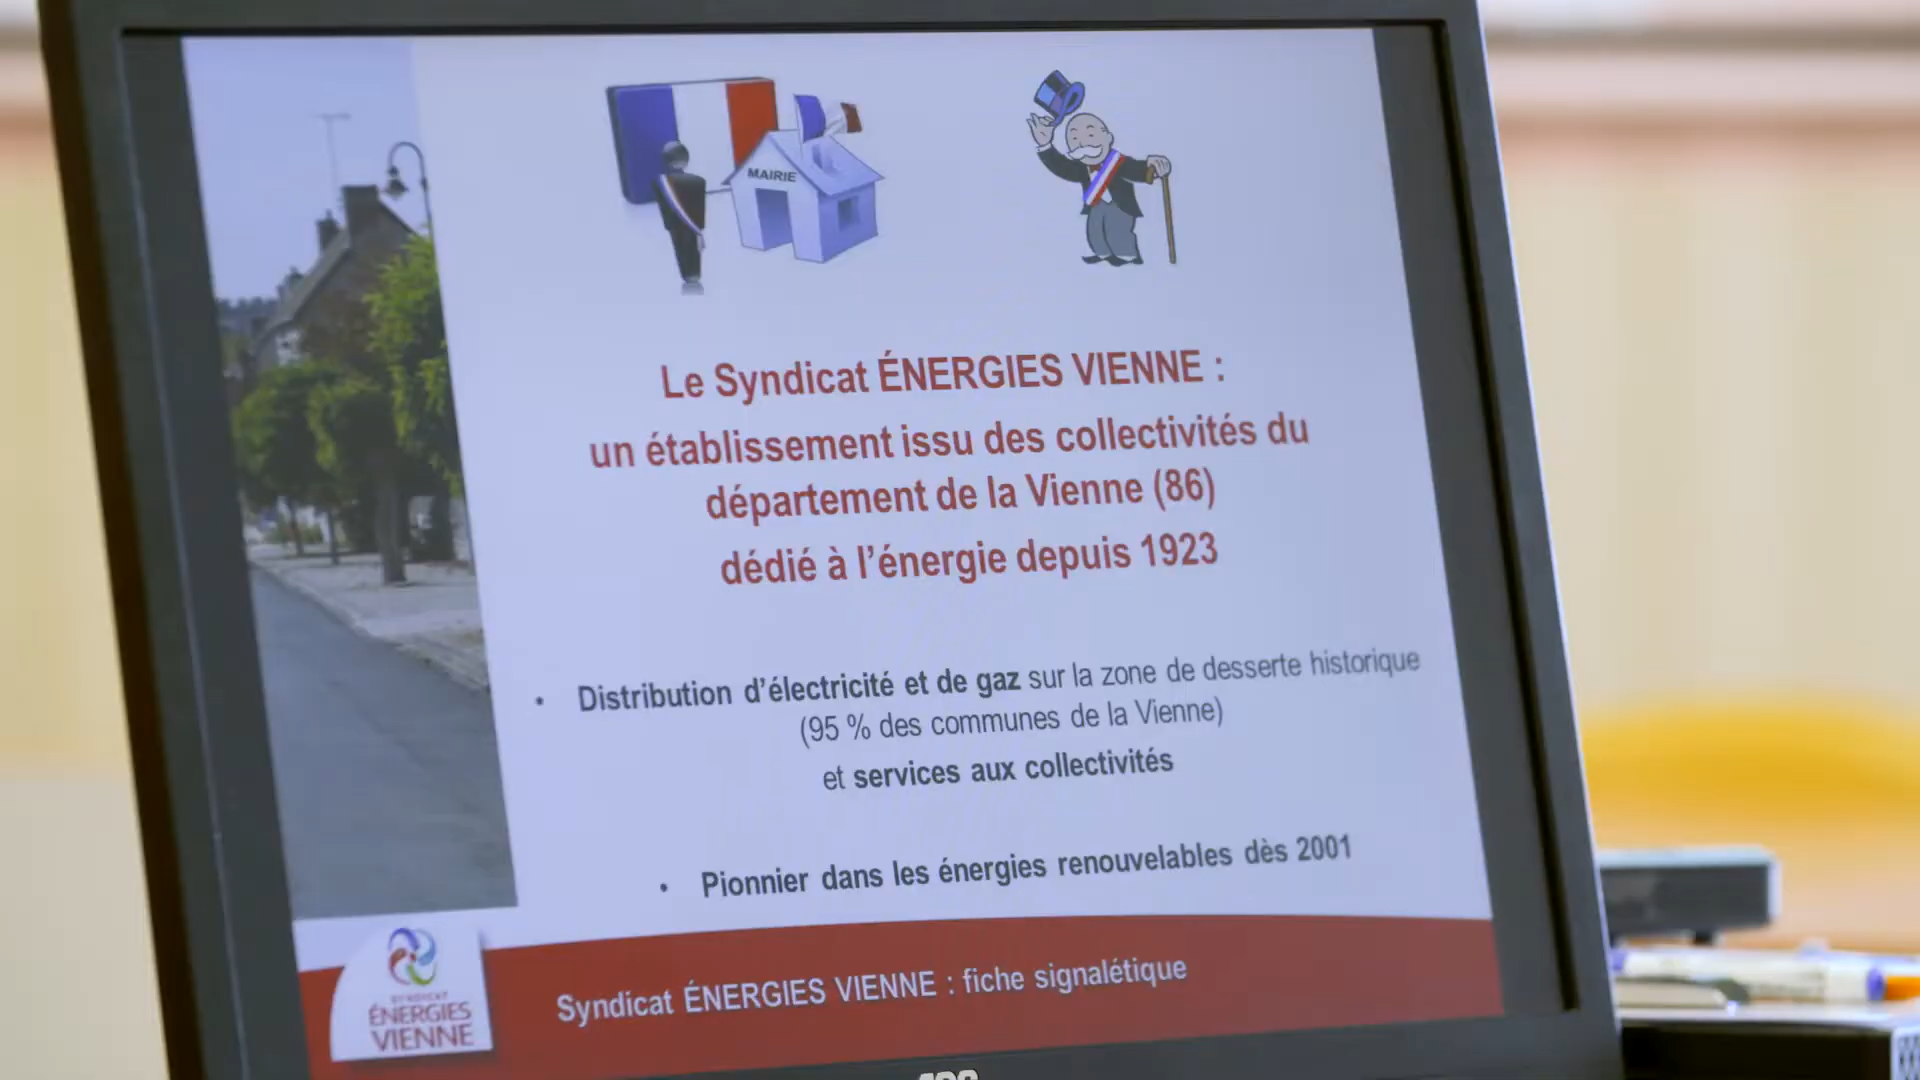 MAIRIE
Le Syndicat ÉNERGIES VIENNE :
un établissement issu des collectivités du
département de la Vienne (86)
dédié à l'énergie depuis 1923
• Distribution d'électricité et de gaz sur la zone de desserte historique
(95 % des communes de la Vienne)
et services aux collectivités
• Pionnier dans les énergies renouvelables dès 2001
SYNDICAT
ÉNERGIES
VIENNE
Syndicat ÉNERGIES VIENNE : fiche signalétique